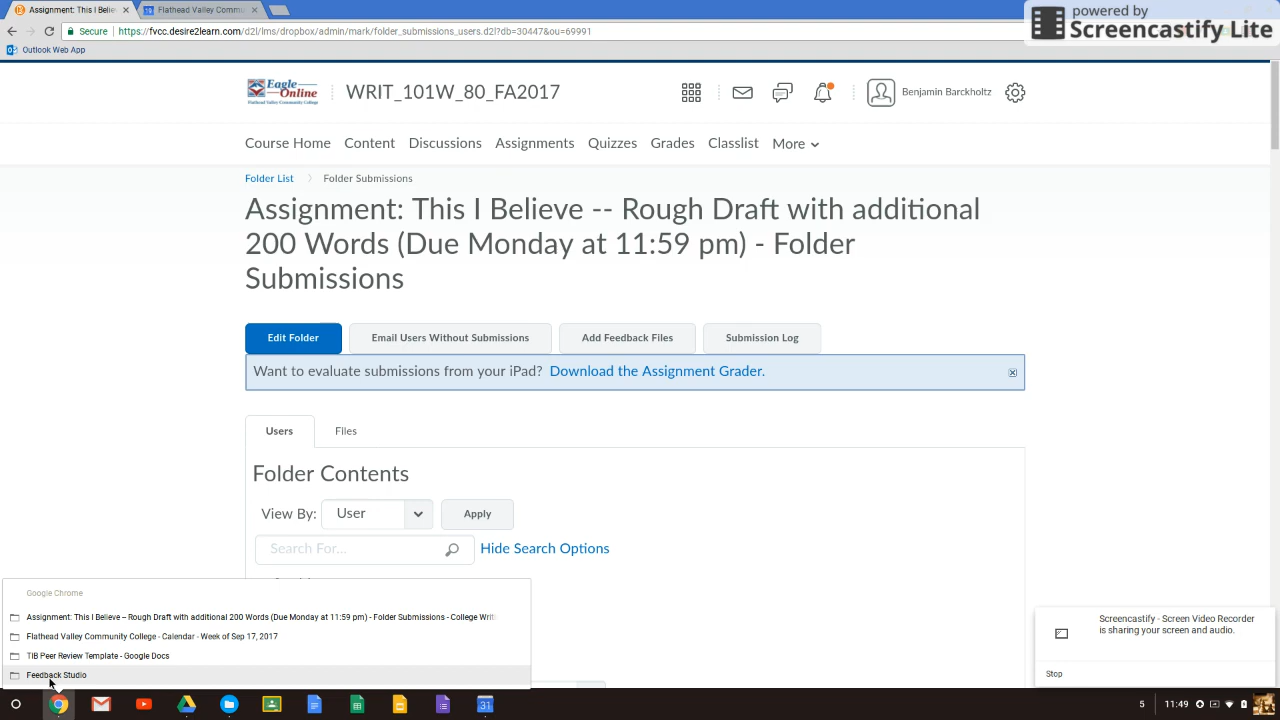 Assignment: This I Belie
Flathead Valley Communit
powered by
Screencastify Lite
Secure
https://fvcc.desire2learn.com/d2l/lms/dropbox/admin/mark/folder_submissions_users.d2l?db=30447&ou=69991
Outlook Web App
Eagle
Online
Flathead Valley Community College
WRIT_101W_80_FA2017
Benjamin Barckholtz
Course Home Content Discussions Assignments Quizzes Grades Classlist More
Folder List Folder Submissions
Assignment: This I Believe -- Rough Draft with additional
200 Words (Due Monday at 11:59 pm) - Folder
Submissions
Edit Folder Email Users Without Submissions Add Feedback Files Submission Log
Want to evaluate submissions from your iPad? Download the Assignment Grader.
Users Files
Folder Contents
View By: User Apply
Search For... Hide Search Options
Google Chrome
Assignment: This I Believe -- Rough Draft with additional 200 Words (Due Monday at 11:59 pm) - Folder Submissions - College Writi
Flathead Valley Community College - Calendar - Week of Sep 17, 2017
TIB Peer Review Template - Google Docs
Feedback Studio
Screencastify - Screen Video Recorder
is sharing your screen and audio.
Stop
31
5 11:49